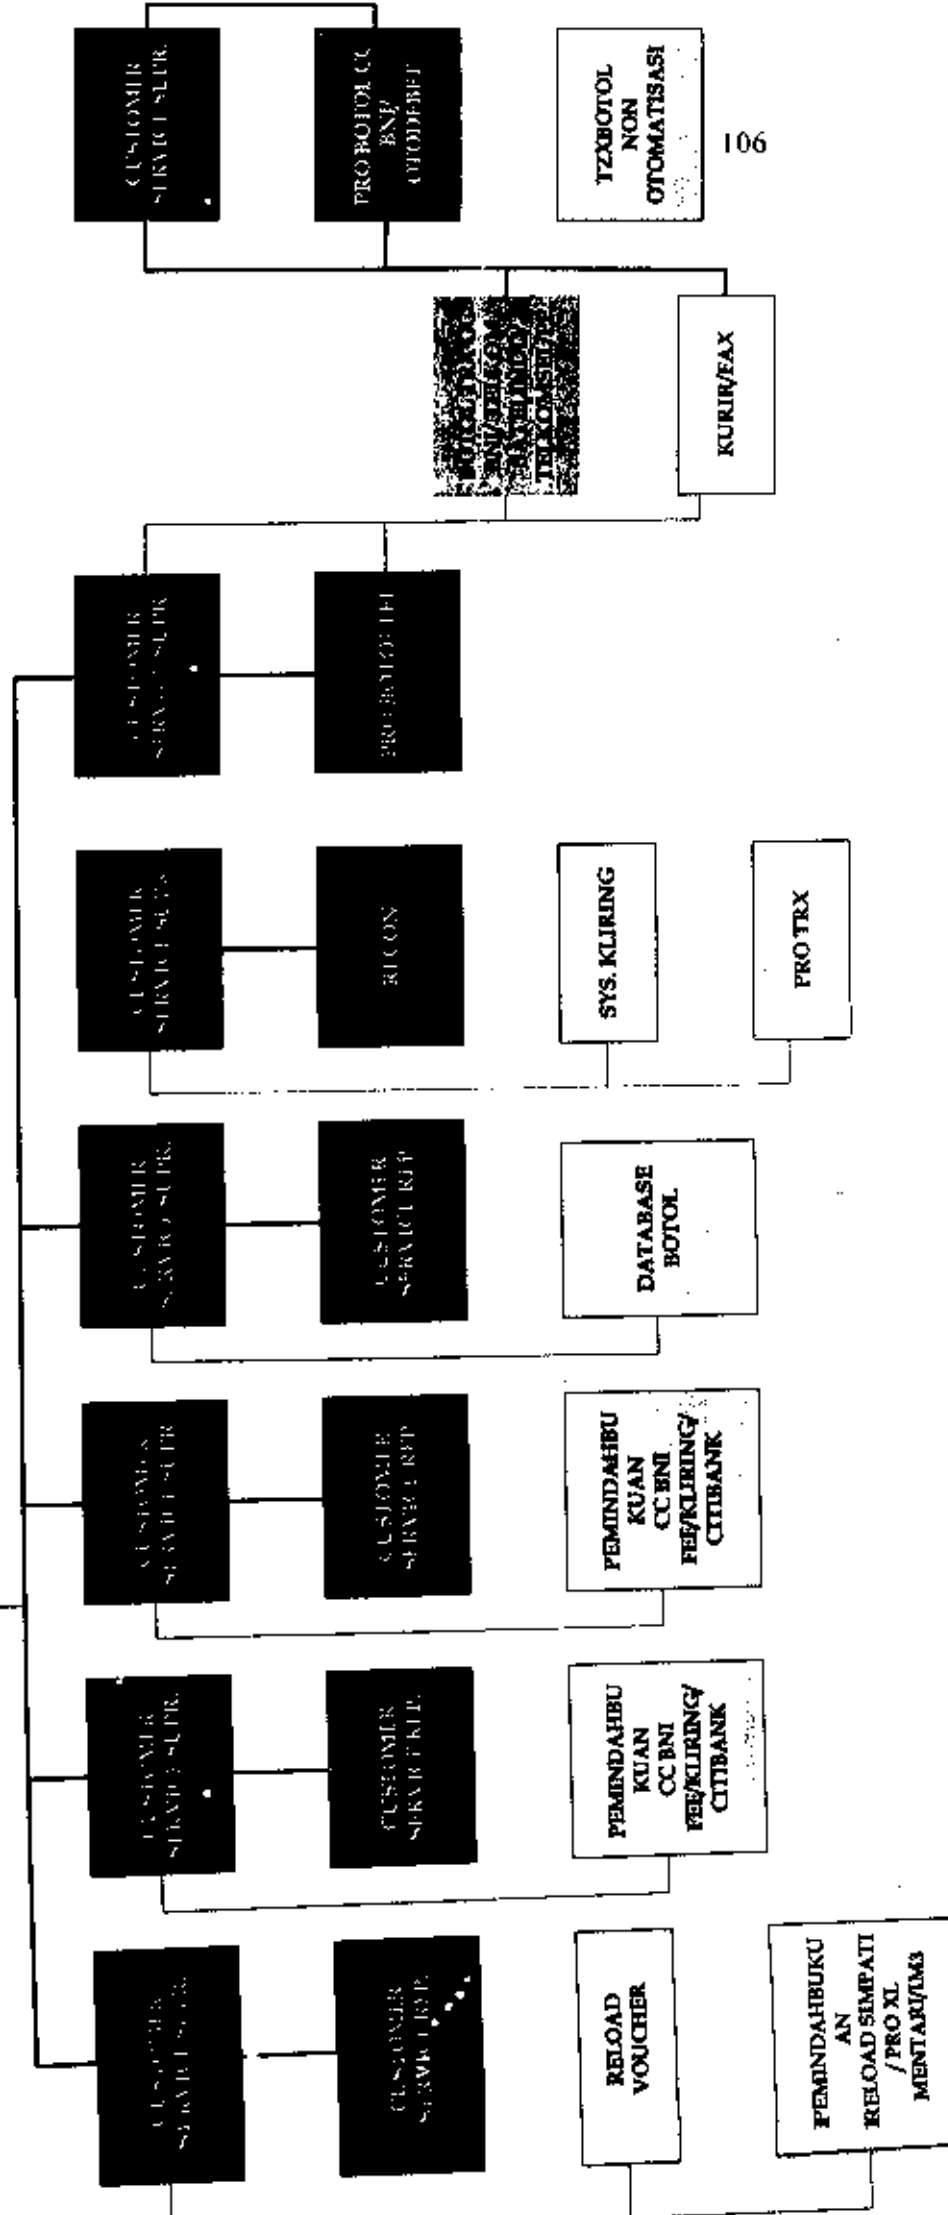 CUSTOMER
SERVICE SUPR.
CUSTOMER
SERVICE REP.
RELOAD
VOUCHER
PEMINDAHBUKU
AN
RELOAD SIMPATI
/ PRO XL
MENTARI/IM3
CUSTOMER
SERVICE SUPR.
CUSTOMER
SERVICE REP.
PEMINDAHBU
KUAN
CC BNI
FEE/KLIRING/
CITIBANK
CUSTOMER
SERVICE SUPR.
CUSTOMER
SERVICE REP.
PEMINDAHBU
KUAN
CC BNI
FEE/KLIRING/
CITIBANK
CUSTOMER
SERVICE SUPR.
CUSTOMER
SERVICE REP.
DATABASE
BOTOL
CUSTOMER
SERVICE SUPR.
RECON
SYS. KLIRING
PRO TRX
CUSTOMER
SERVICE SUPR.
PRO BOTOL
BNI/TELKOM
SATELINDO/
TELKOMSEL/
KURIR/FAX
CUSTOMER
SERVICE SUPR.
PRO BOTOL CC
BNI/
OTODEBET
TZXBOTOL
NON
OTOMATISASI
106